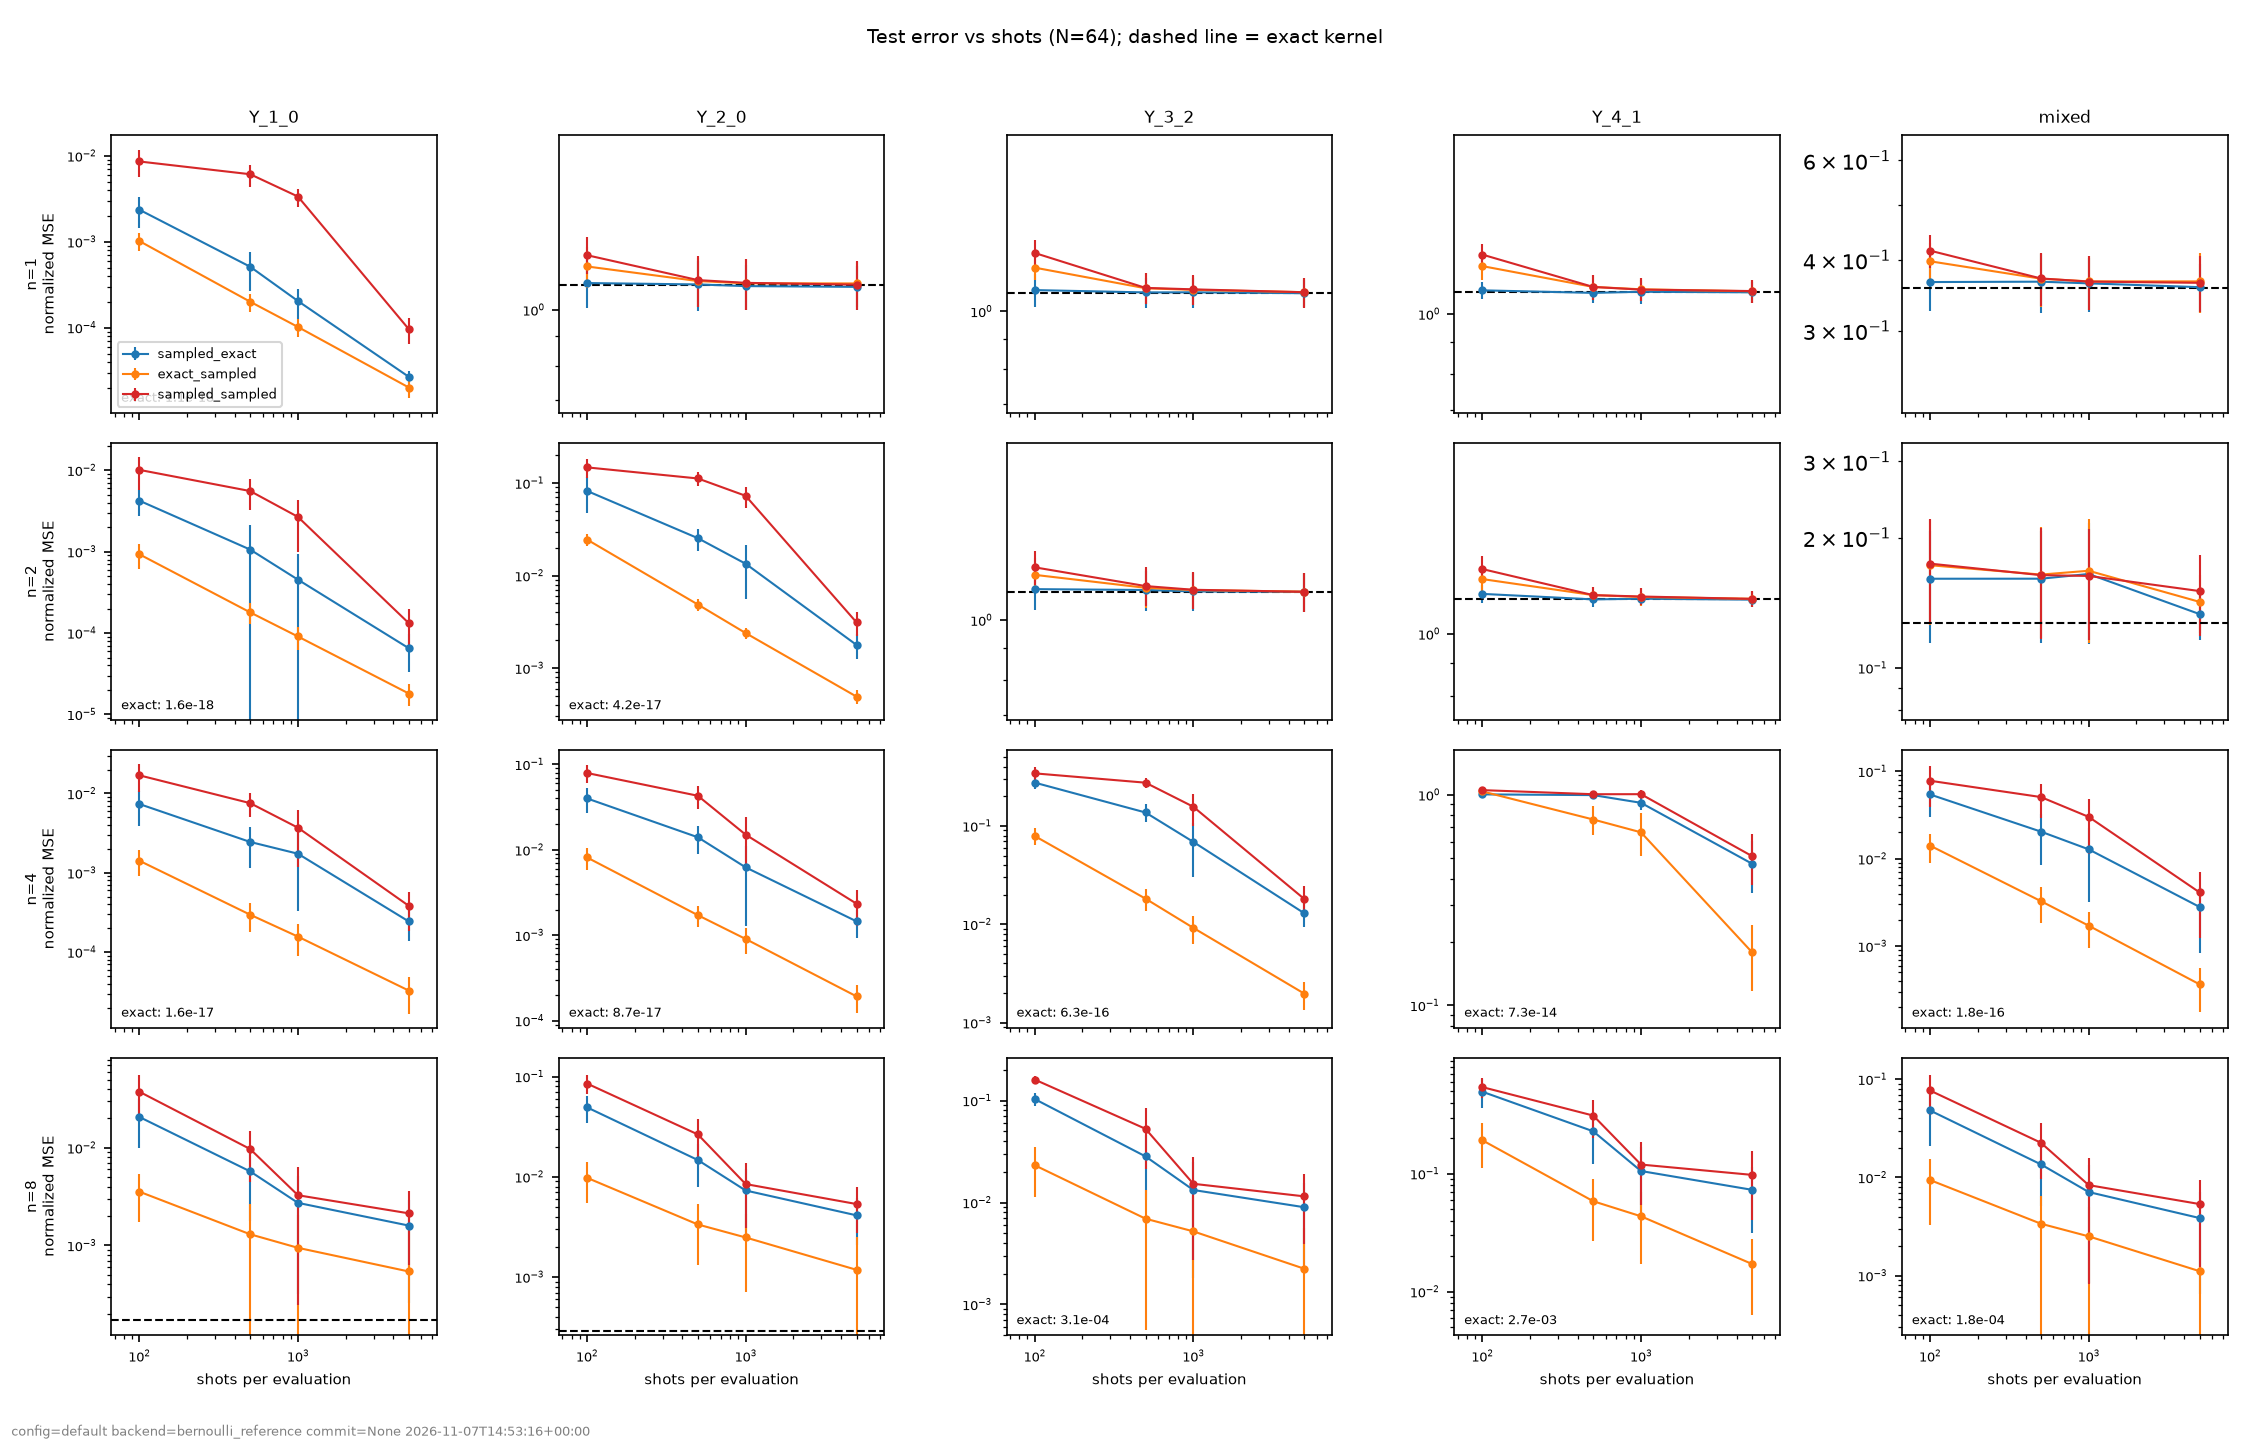 Test error vs shots (N=64); dashed line = exact kernel
Y_1_0
Y_2_0
Y_3_2
Y_4_1
mixed
n=1
normalized MSE
10⁻²
10⁻³
10⁻⁴
sampled_exact
exact_sampled
sampled_sampled
10⁰
10⁰
10⁰
6 × 10⁻¹
4 × 10⁻¹
3 × 10⁻¹
n=2
normalized MSE
10⁻²
10⁻³
10⁻⁴
10⁻⁵
exact: 1.6e-18
10⁻¹
10⁻²
10⁻³
exact: 4.2e-17
10⁰
10⁰
3 × 10⁻¹
2 × 10⁻¹
10⁻¹
n=4
normalized MSE
10⁻²
10⁻³
10⁻⁴
exact: 1.6e-17
10⁻¹
10⁻²
10⁻³
10⁻⁴
exact: 8.7e-17
10⁻¹
10⁻²
10⁻³
exact: 6.3e-16
10⁰
10⁻¹
exact: 7.3e-14
10⁻¹
10⁻²
10⁻³
exact: 1.8e-16
n=8
normalized MSE
10⁻²
10⁻³
10² 10³
shots per evaluation
10⁻¹
10⁻²
10⁻³
10² 10³
shots per evaluation
10⁻¹
10⁻²
10⁻³
exact: 3.1e-04
10² 10³
shots per evaluation
10⁻¹
10⁻²
exact: 2.7e-03
10² 10³
shots per evaluation
10⁻¹
10⁻²
10⁻³
exact: 1.8e-04
10² 10³
shots per evaluation
config=default backend=bernoulli_reference commit=None 2026-11-07T14:53:16+00:00